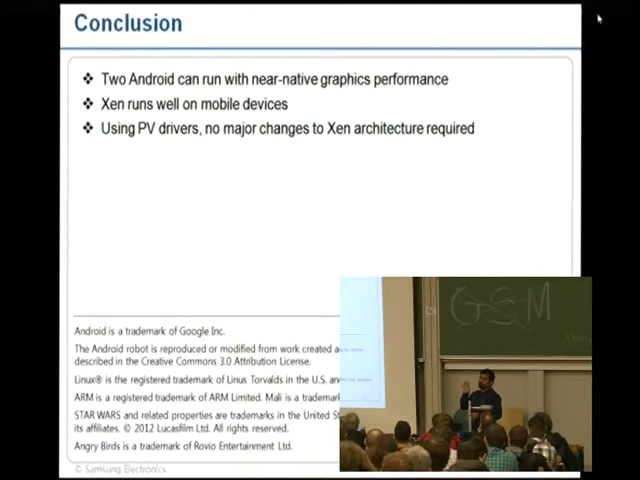 Conclusion
❖ Two Android can run with near-native graphics performance
❖ Xen runs well on mobile devices
❖ Using PV drivers, no major changes to Xen architecture required
Android is a trademark of Google Inc.
The Android robot is reproduced or modified from work created a
described in the Creative Commons 3.0 Attribution License.
Linux® is the registered trademark of Linus Torvalds in the U.S. an
ARM is a registered trademark of ARM Limited. Mali is a trademark
STAR WARS and related properties are trademarks in the United St
its affiliates. © 2012 Lucasfilm Ltd. All rights reserved.
Angry Birds is a trademark of Rovio Entertainment Ltd.
© Samsung Electronics
GSM